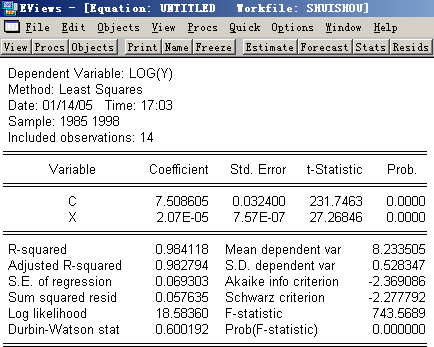 EViews - [Equation: UNTITLED Workfile: SHUISHOU]
File Edit Objects View Procs Quick Options Window Help
View Procs Objects Print Name Freeze Estimate Forecast Stats Resids
Dependent Variable: LOG(Y)
Method: Least Squares
Date: 01/14/05 Time: 17:03
Sample: 1985 1998
Included observations: 14
Variable Coefficient Std. Error t-Statistic Prob.
C 7.508605 0.032400 231.7463 0.0000
X 2.07E-05 7.57E-07 27.26846 0.0000
R-squared 0.984118 Mean dependent var 8.233505
Adjusted R-squared 0.982794 S.D. dependent var 0.528347
S.E. of regression 0.069303 Akaike info criterion -2.369086
Sum squared resid 0.057635 Schwarz criterion -2.277792
Log likelihood 18.58360 F-statistic 743.5689
Durbin-Watson stat 0.600192 Prob(F-statistic) 0.000000